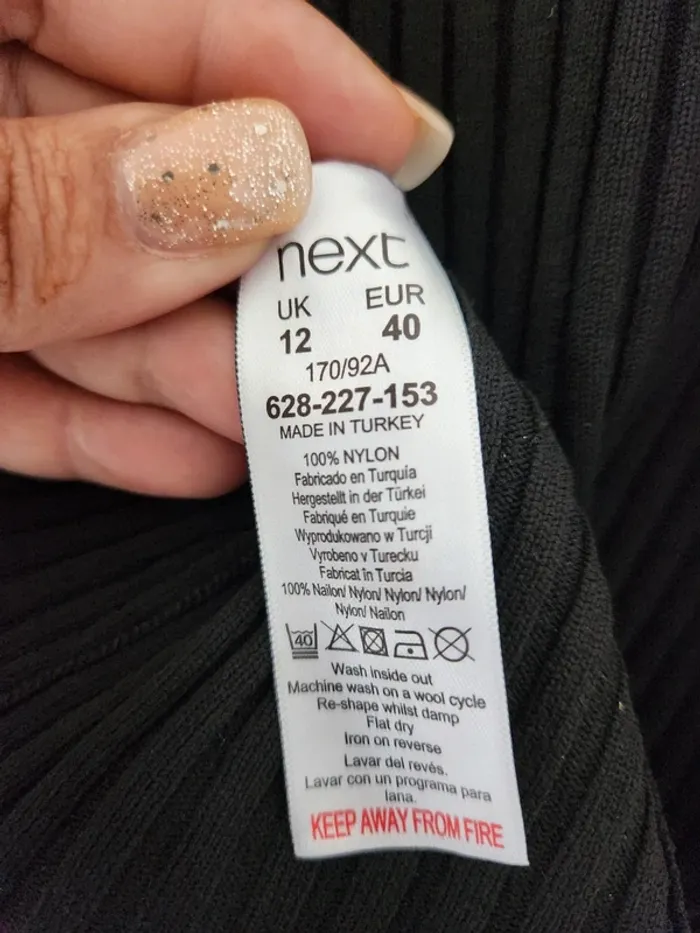 next
UK EUR
12 40
170/92A
628-227-153
MADE IN TURKEY
100% NYLON
Fabricado en Turquía
Hergestellt in der Türkei
Fabriqué en Turquie
Wyprodukowano w Turcji
Vyrobeno v Turecku
Fabricat în Turcia
100% Nailon/ Nylon/ Nylon/ Nylon/
Nylon/ Nailon
40
Wash inside out
Machine wash on a wool cycle
Re-shape whilst damp
Flat dry
Iron on reverse
Lavar del revés.
Lavar con un programa para
lana.
KEEP AWAY FROM FIRE